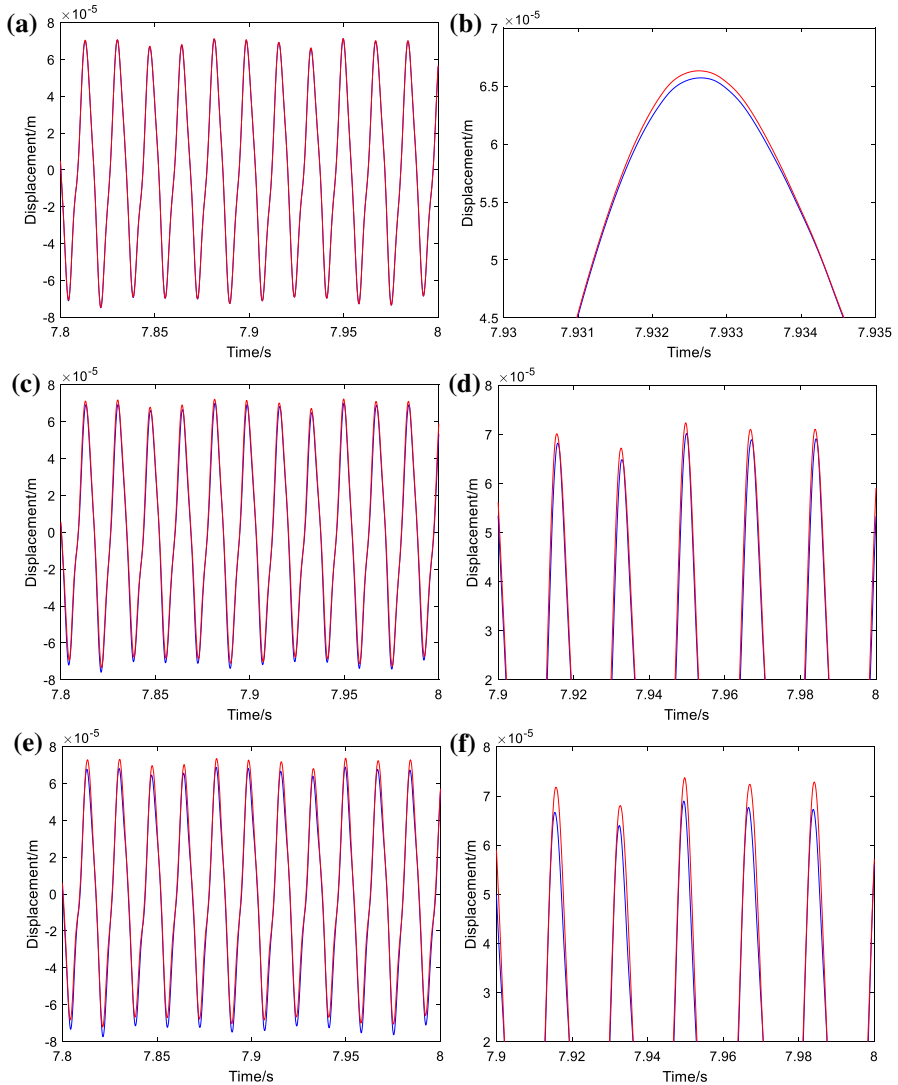 (a)
×10⁻⁵
8
6
4
2
0
-2
-4
-6
-8
Displacement/m
7.8 7.85 7.9 7.95 8
Time/s
(b)
×10⁻⁵
7
6.5
6
5.5
5
4.5
Displacement/m
7.93 7.931 7.932 7.933 7.934 7.935
Time/s
(c)
×10⁻⁵
8
6
4
2
0
-2
-4
-6
-8
Displacement/m
7.8 7.85 7.9 7.95 8
Time/s
(d)
×10⁻⁵
8
7
6
5
4
3
2
Displacement/m
7.9 7.92 7.94 7.96 7.98 8
Time/s
(e)
×10⁻⁵
8
6
4
2
0
-2
-4
-6
-8
Displacement/m
7.8 7.85 7.9 7.95 8
Time/s
(f)
×10⁻⁵
8
7
6
5
4
3
2
Displacement/m
7.9 7.92 7.94 7.96 7.98 8
Time/s